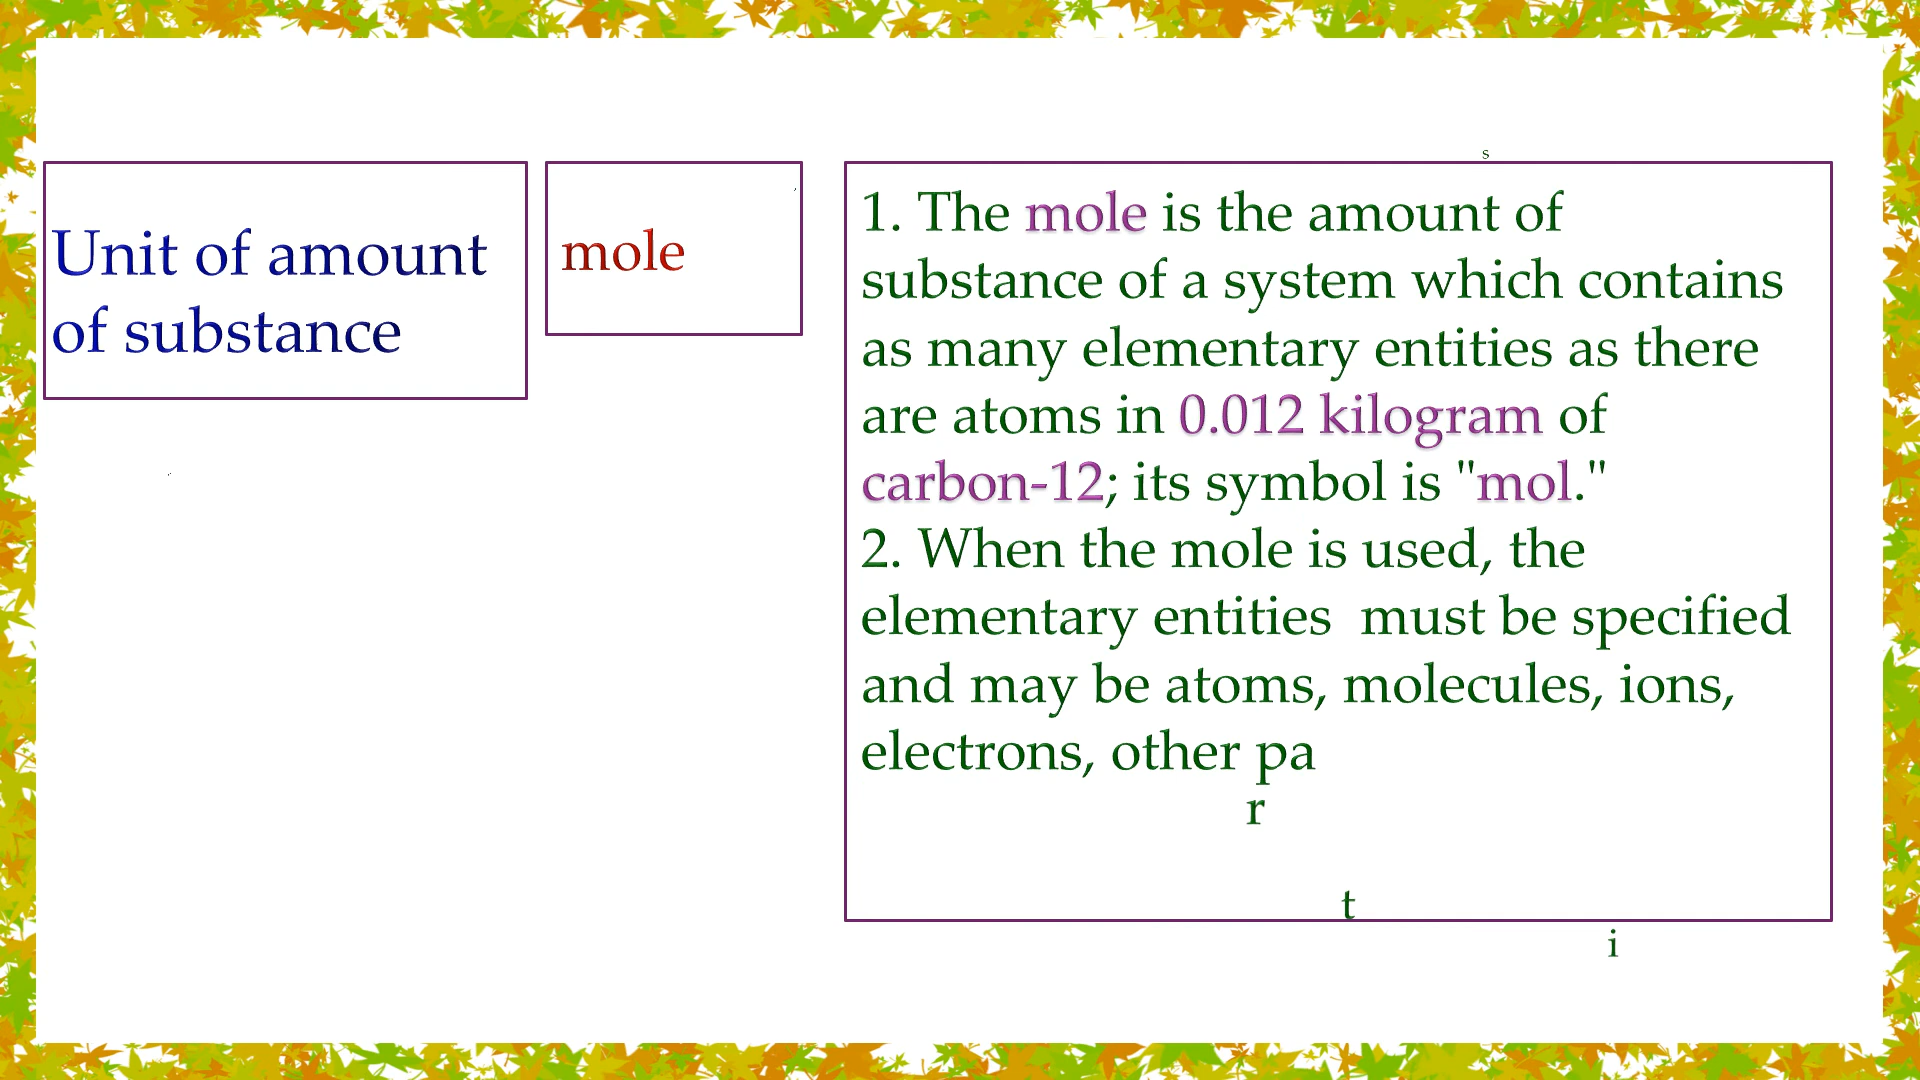 Unit of amount
of substance
mole
s
1. The mole is the amount of
substance of a system which contains
as many elementary entities as there
are atoms in 0.012 kilogram of
carbon-12; its symbol is "mol."
2. When the mole is used, the
elementary entities  must be specified
and may be atoms, molecules, ions,
electrons, other pa
r
t
i